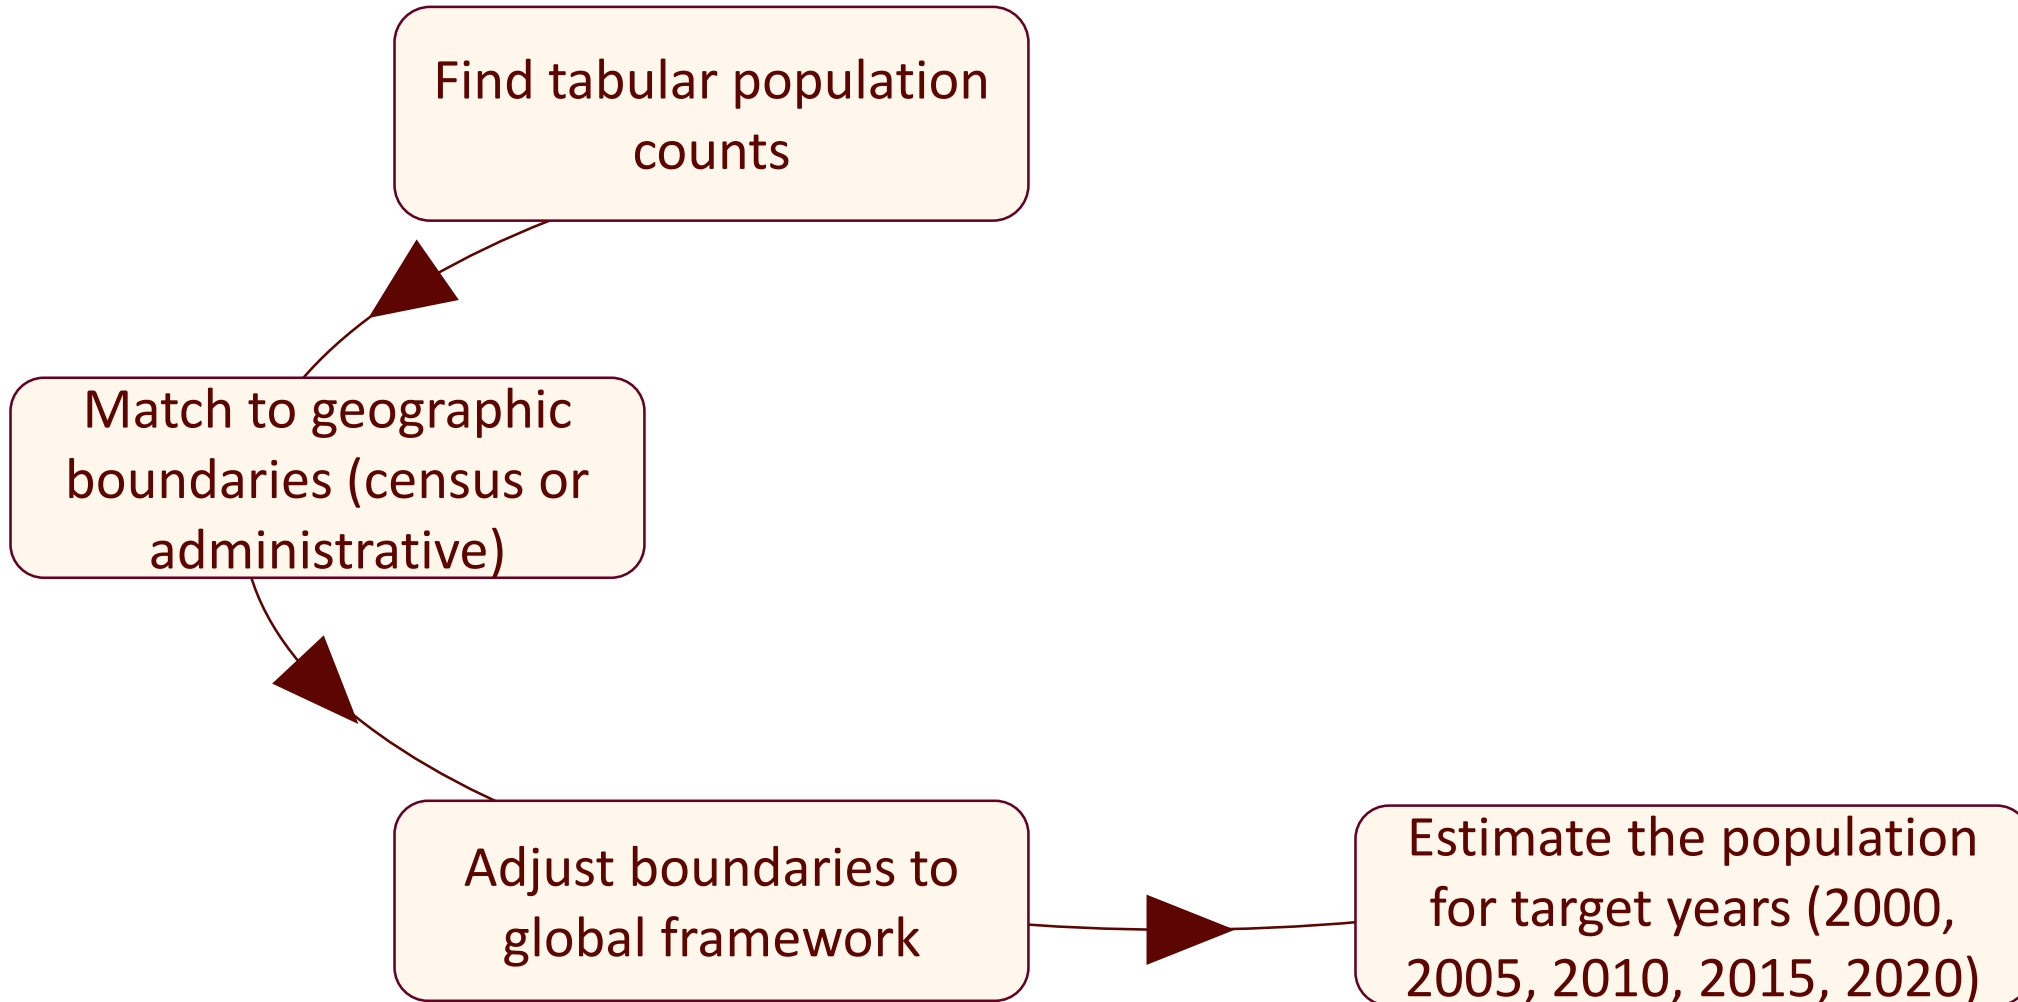 Find tabular population
counts
Match to geographic
boundaries (census or
administrative)
Adjust boundaries to
global framework
Estimate the population
for target years (2000,
2005, 2010, 2015, 2020)